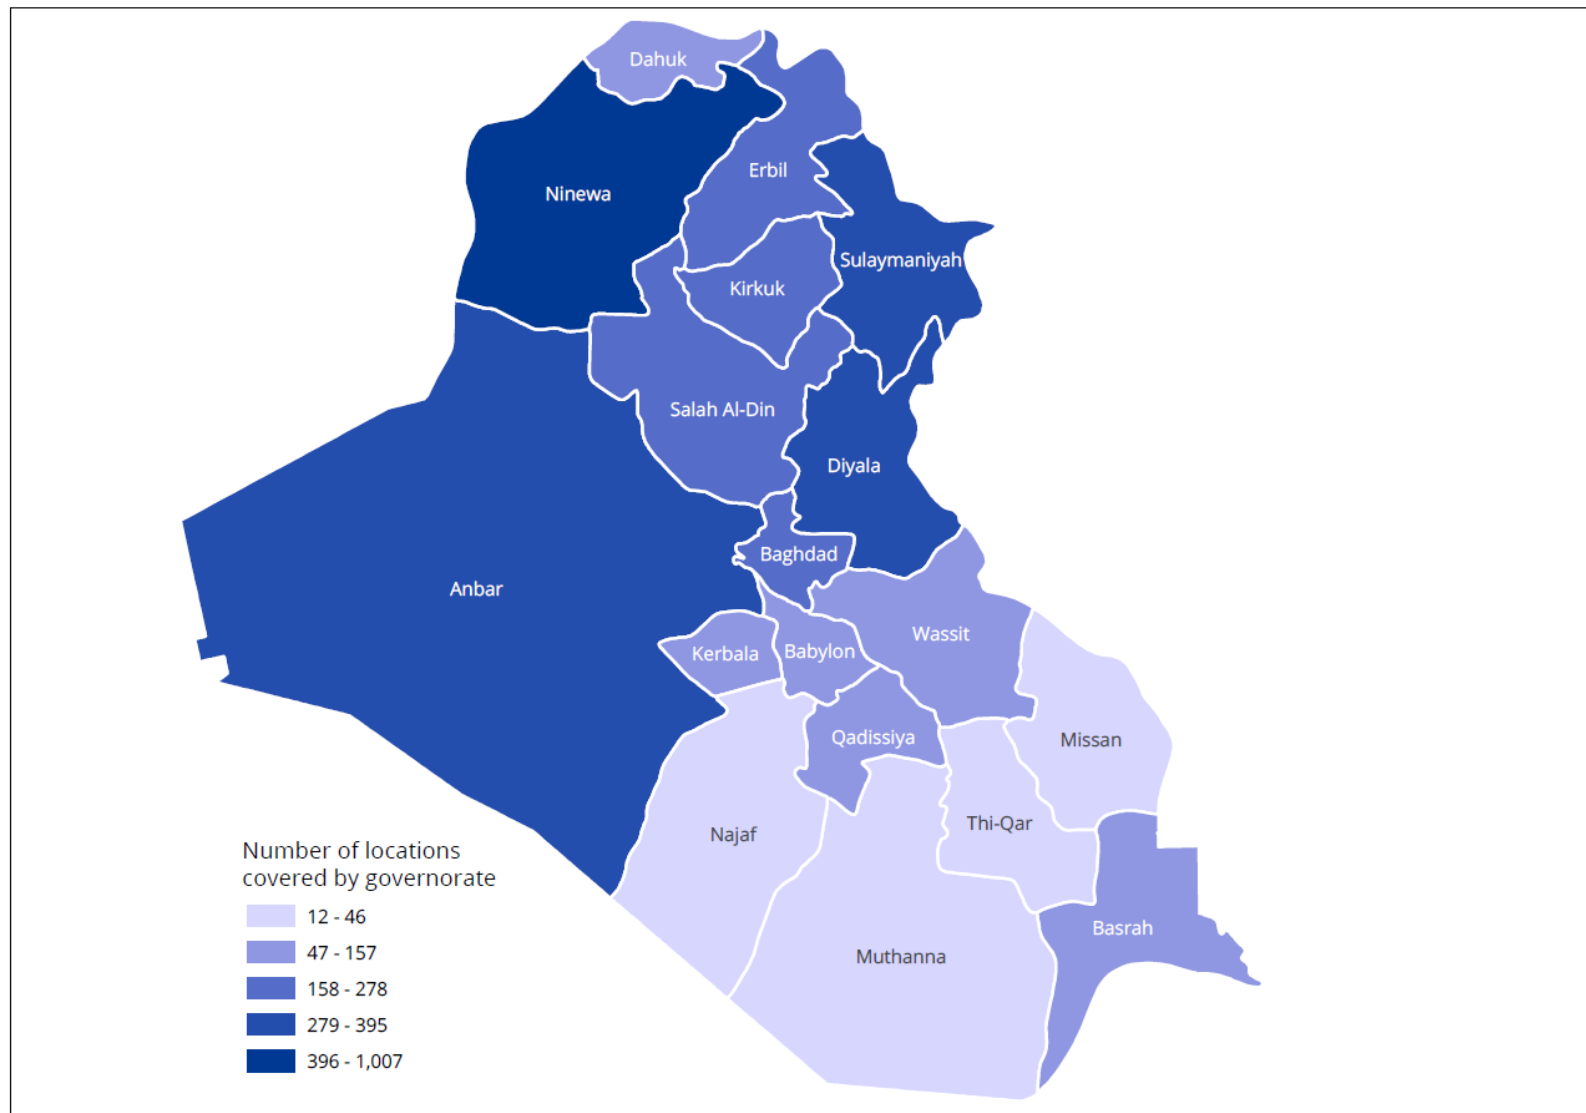 Dahuk
Erbil
Ninewa
Sulaymaniyah
Kirkuk
Salah Al-Din
Diyala
Baghdad
Anbar
Wassit
Kerbala
Babylon
Qadissiya
Missan
Najaf
Thi-Qar
Basrah
Muthanna
Number of locations
covered by governorate
12 - 46
47 - 157
158 - 278
279 - 395
396 - 1,007